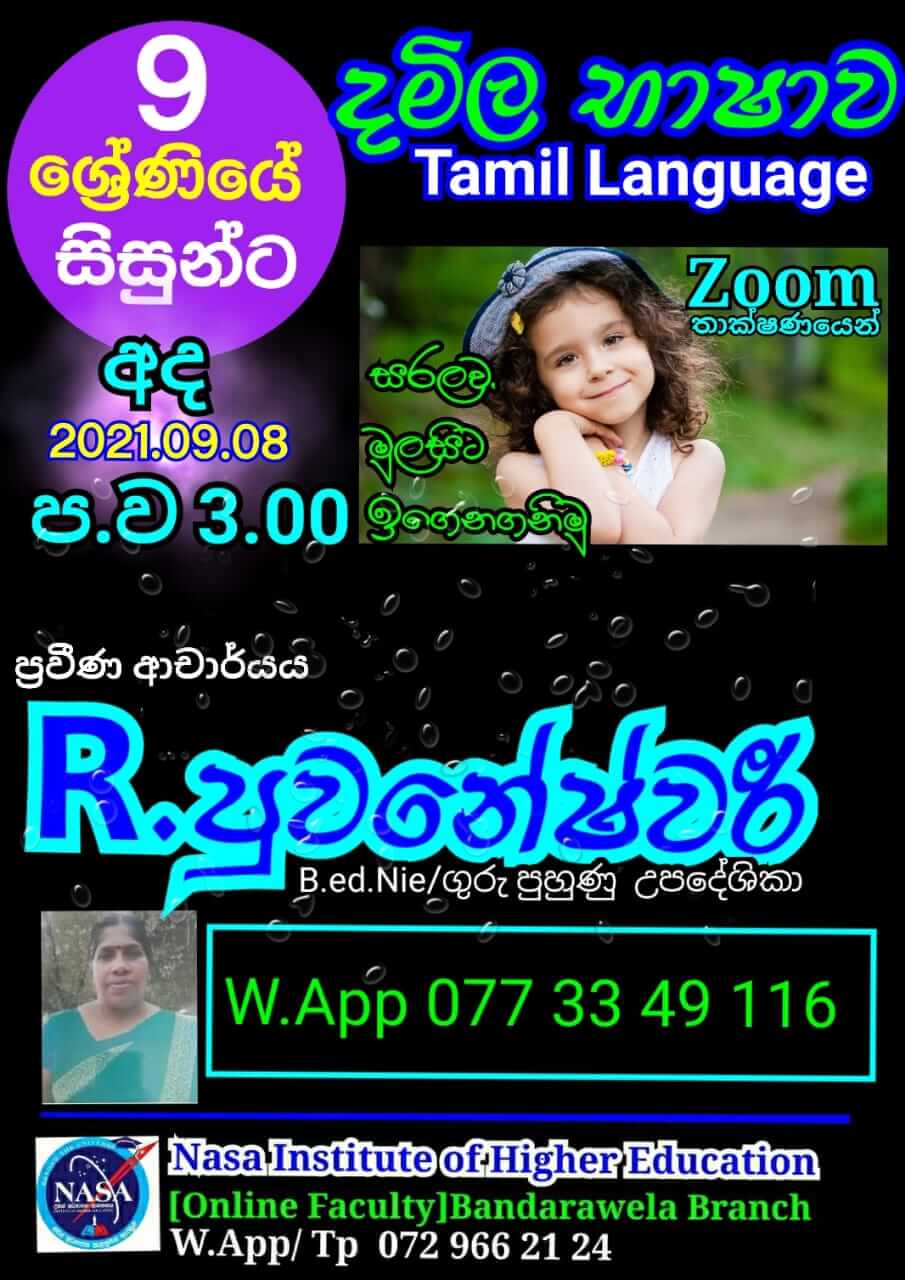 9
ශ්‍රේණියේ
සිසුන්ට
දමිල භාෂාව
Tamil Language
Zoom
තාක්ෂණයෙන්
අද
2021.09.08
ප.ව 3.00
සරලව.
මුලසිට
ඉගෙනගනිමු
ප්‍රවීණ ආචාර්යය
R.පුවනේෂ්වරී
B.ed.Nie/ගුරු පුහුණු උපදේශිකා
W.App 077 33 49 116
NASA
Nasa Institute of Higher Education
[Online Faculty]Bandarawela Branch
W.App/ Tp 072 966 21 24